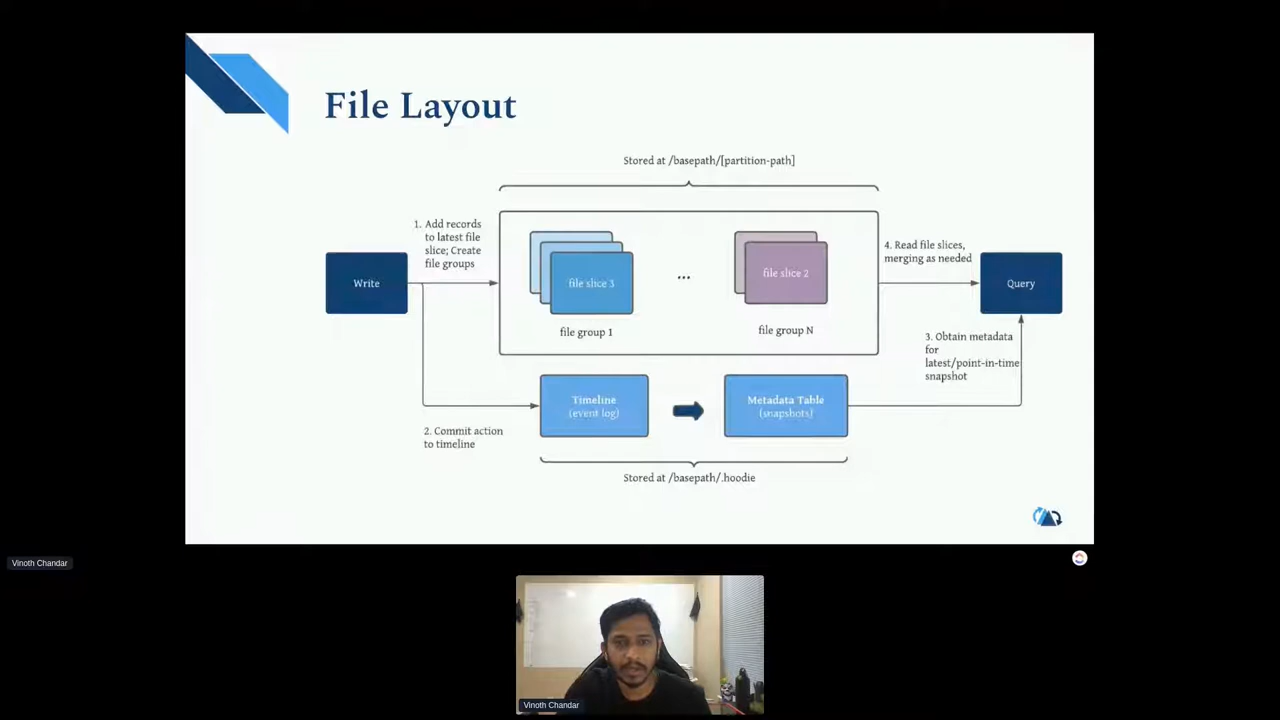 File Layout
Stored at /basepath/[partition-path]
1. Add records
to latest file
slice; Create
file groups
4. Read file slices,
merging as needed
Write
file slice 3
...
file slice 2
Query
file group 1
file group N
3. Obtain metadata
for
latest/point-in-time
snapshot
Timeline
(event log)
Metadata Table
(snapshots)
2. Commit action
to timeline
Stored at /basepath/.hoodie
Vinoth Chandar
Vinoth Chandar